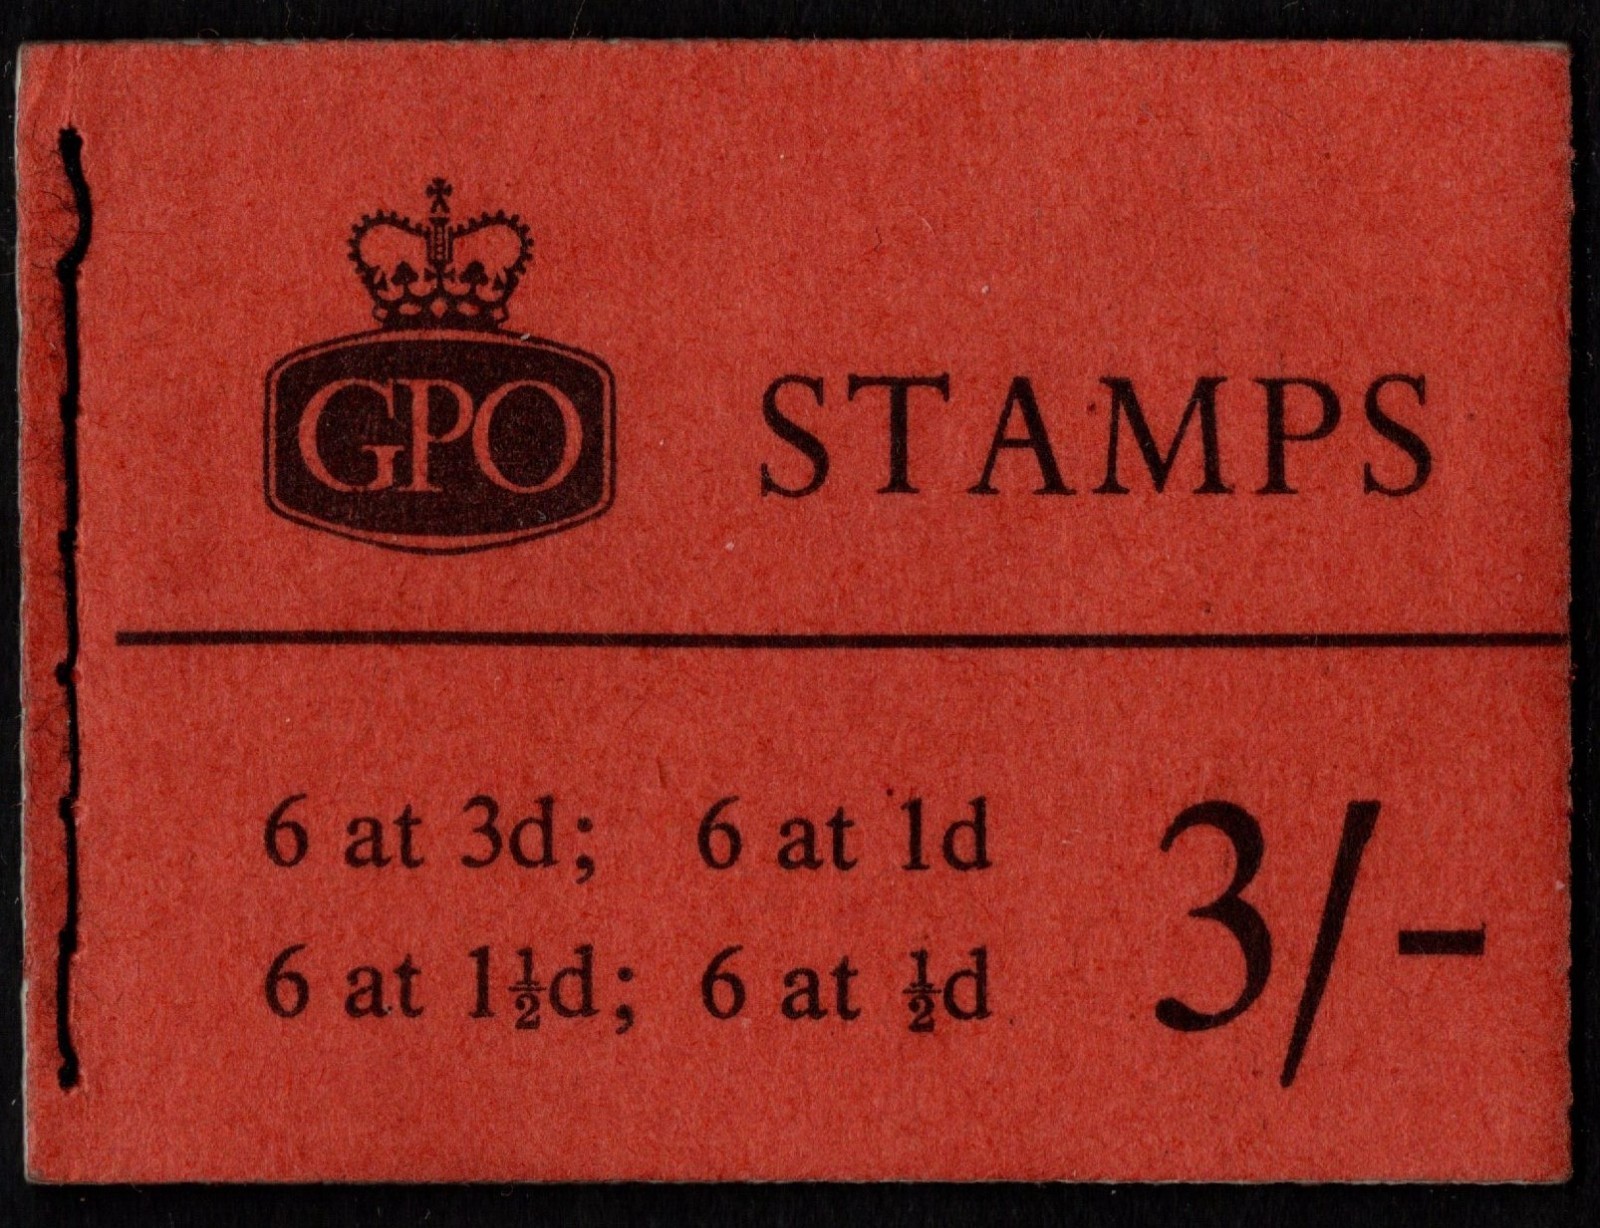 GPO
STAMPS
6 at 3d; 6 at 1d
6 at 1½d; 6 at ½d
3/-